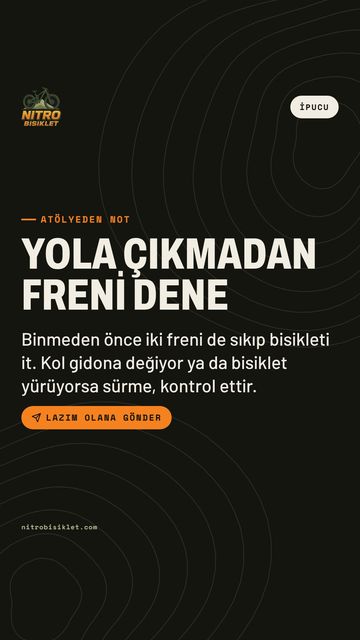 NITRO
BISIKLET
İPUCU
ATÖLYEDEN NOT
YOLA ÇIKMADAN
FRENİ DENE
Binmeden önce iki freni de sıkıp bisikleti
it. Kol gidona değiyor ya da bisiklet
yürüyorsa sürme, kontrol ettir.
LAZIM OLANA GÖNDER
nitrobisiklet.com